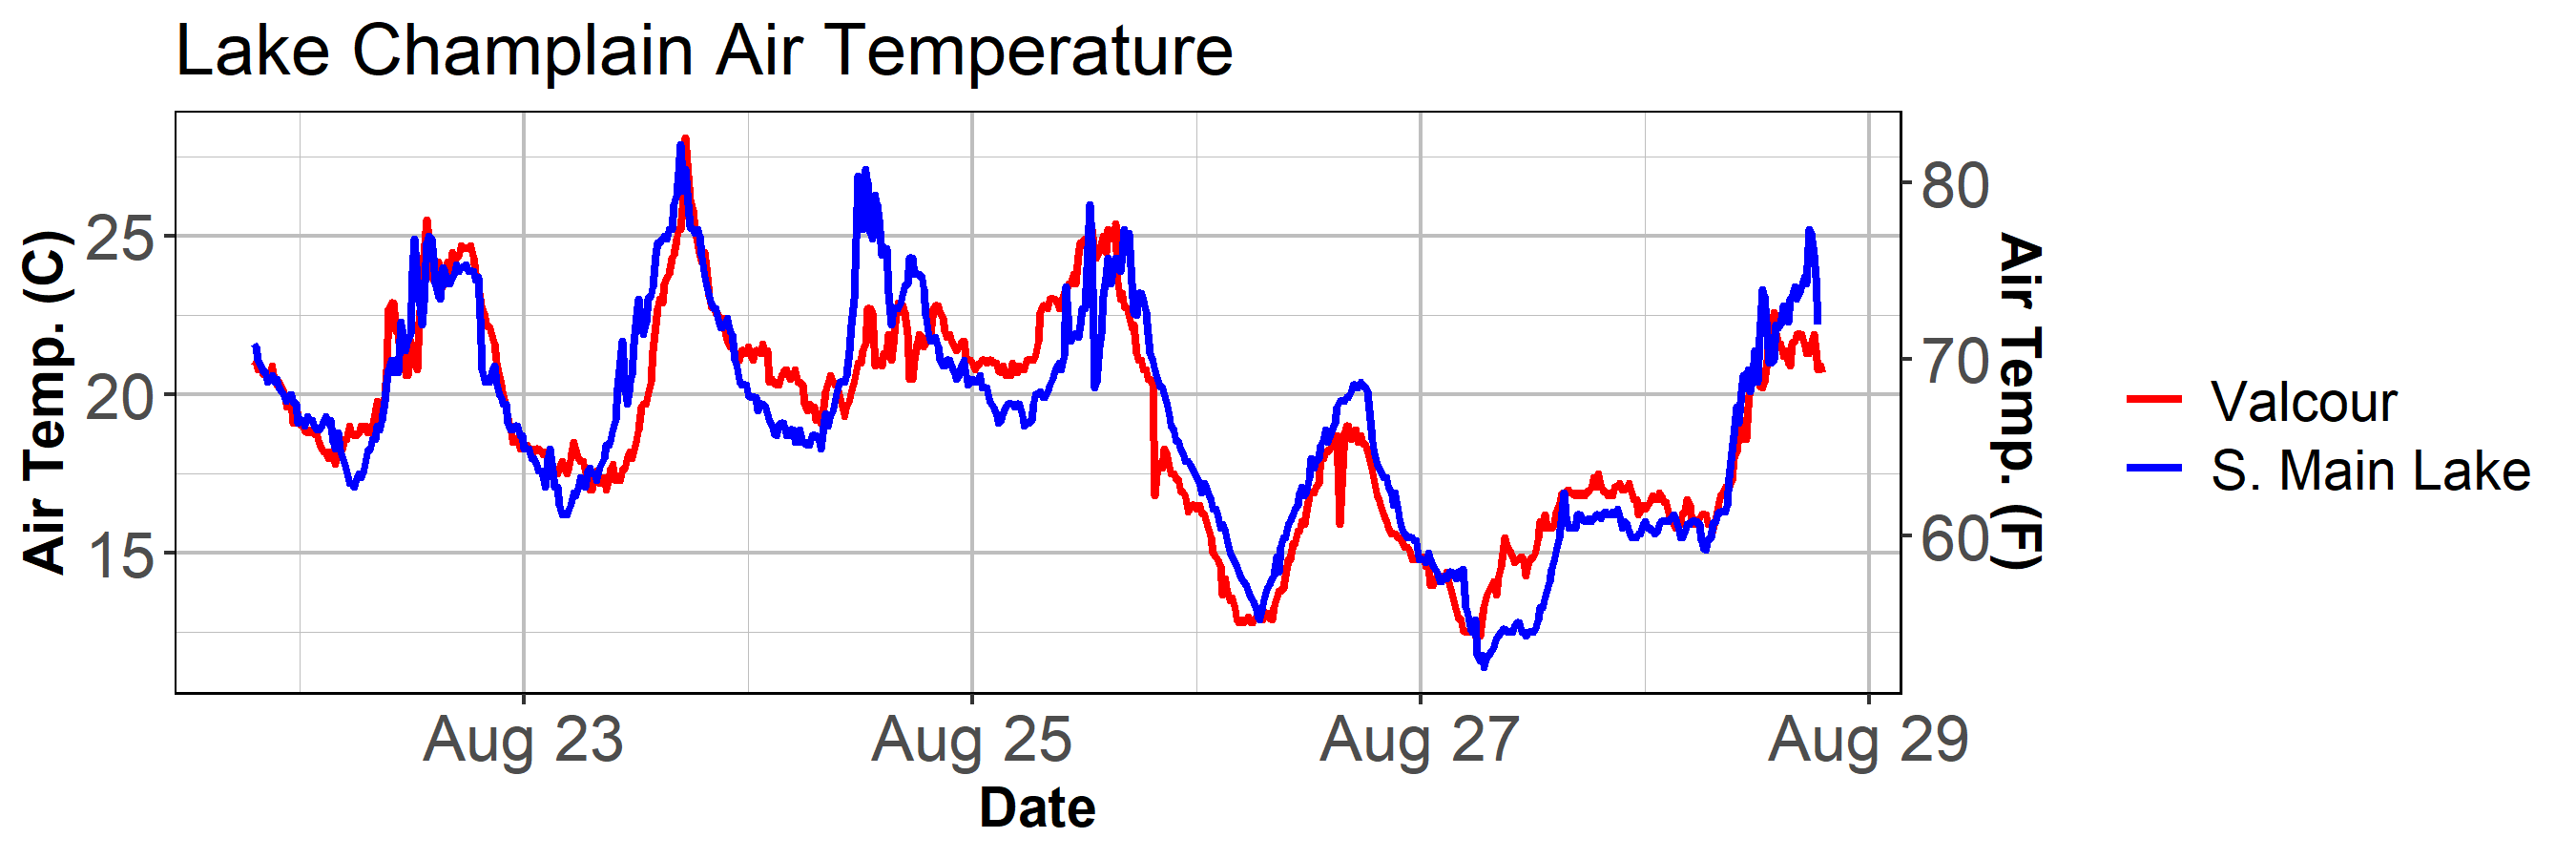 Lake Champlain Air Temperature
Air Temp. (C)
25
20
15
80
70
60
Air Temp. (F)
Aug 23
Aug 25
Aug 27
Aug 29
Date
Valcour
S. Main Lake